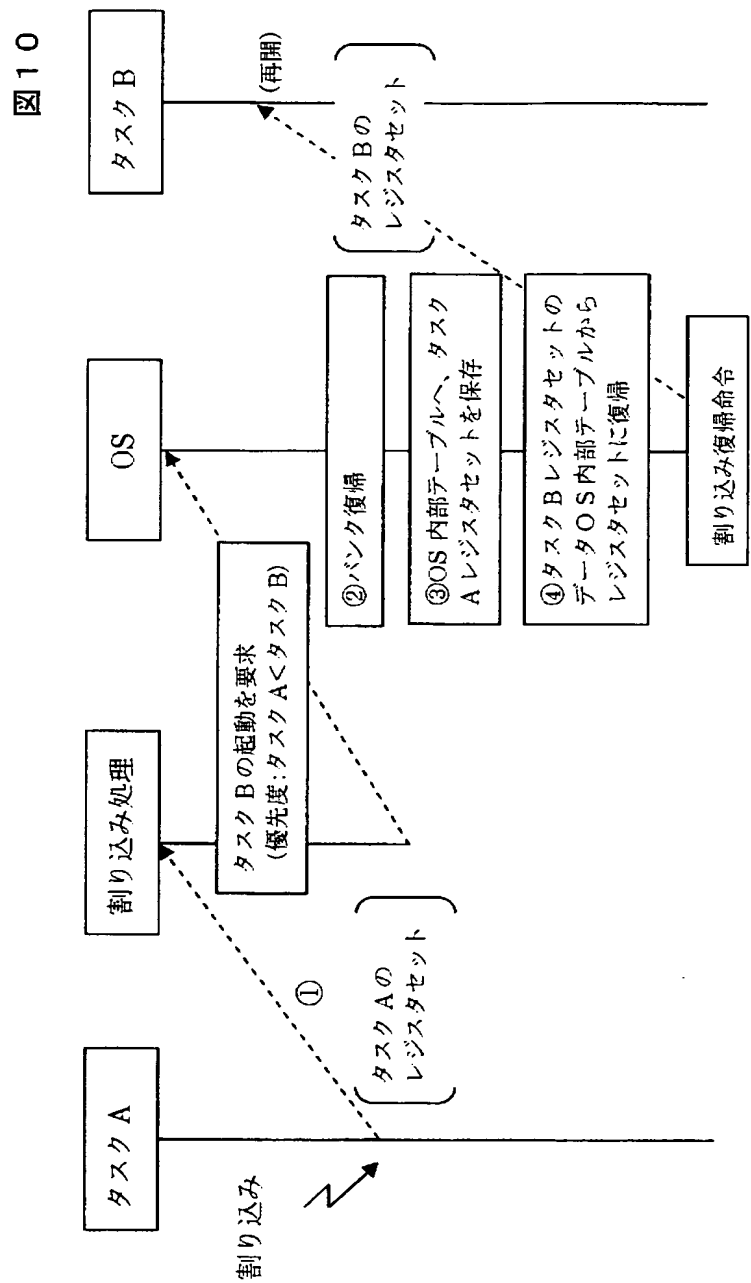 図10
タスクA
割り込み処理
OS
タスクB
割り込み
①
タスクAの
レジスタセット
タスクBの起動を要求
(優先度:タスクA<タスクB)
②バンク復帰
③OS内部テーブルへ、タスク
Aレジスタセットを保存
④タスクBレジスタセットの
データOS内部テーブルから
レジスタセットに復帰
割り込み復帰命令
(再開)
タスクBの
レジスタセット